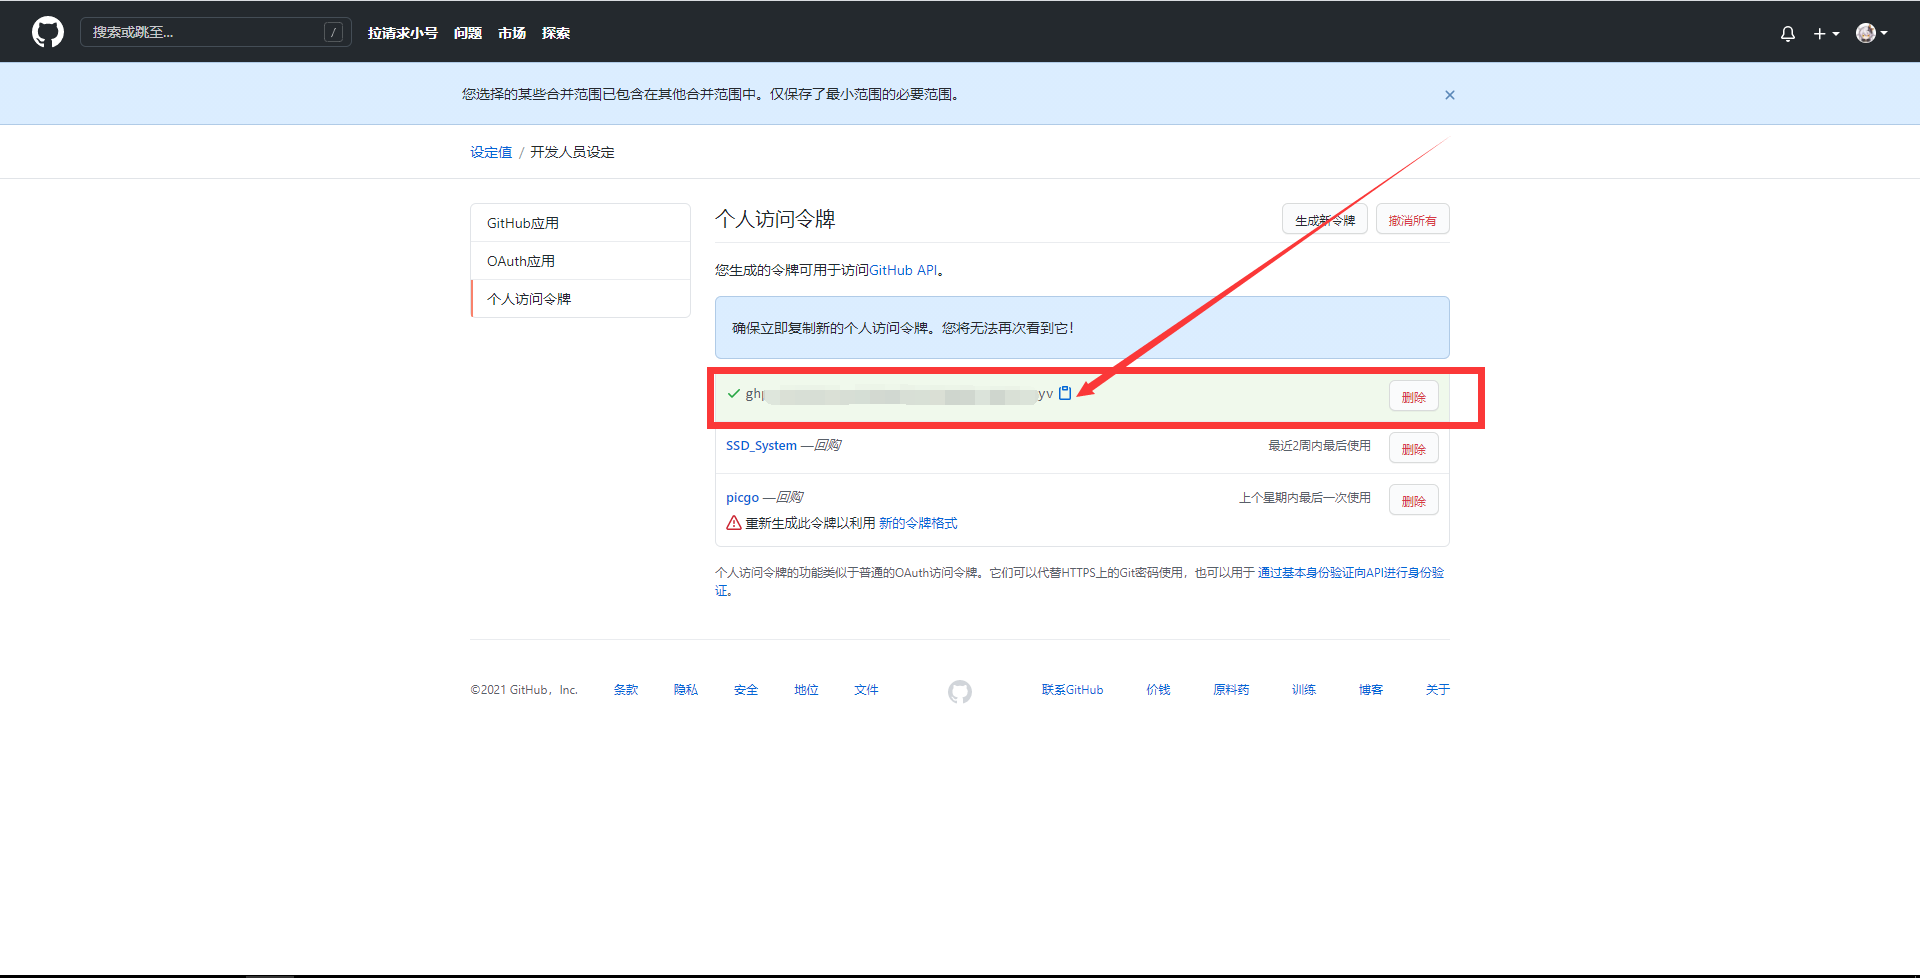 搜索或跳至... /
拉请求小号 问题 市场 探索
您选择的某些合并范围已包含在其他合并范围中。仅保存了最小范围的必要范围。
设定值 / 开发人员设定
GitHub应用
OAuth应用
个人访问令牌
个人访问令牌
生成新令牌 撤消所有
您生成的令牌可用于访问GitHub API。
确保立即复制新的个人访问令牌。您将无法再次看到它!
gh yv 删除
SSD_System —回购 最近2周内最后使用 删除
picgo —回购 上个星期内最后一次使用 删除
重新生成此令牌以利用 新的令牌格式
个人访问令牌的功能类似于普通的OAuth访问令牌。它们可以代替HTTPS上的Git密码使用，也可以用于 通过基本身份验证向API进行身份验
证。
©2021 GitHub，Inc. 条款 隐私 安全 地位 文件 联系GitHub 价钱 原料药 训练 博客 关于